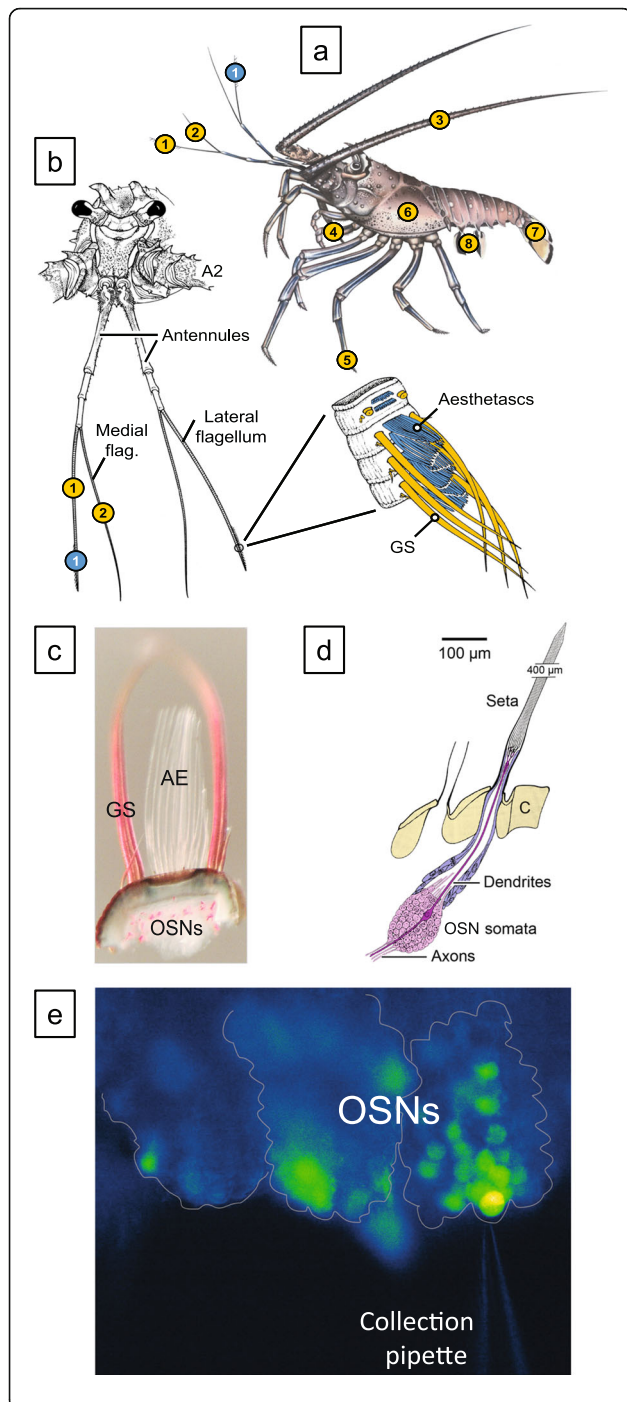 a
1
2
1
3
4
6
5
8
7
b
A2
Antennules
Medial
flag.
Lateral
flagellum
1
2
1
Aesthetascs
GS
c
GS
AE
OSNs
d
100 μm
400 μm
Seta
C
Dendrites
OSN somata
Axons
e
OSNs
Collection
pipette